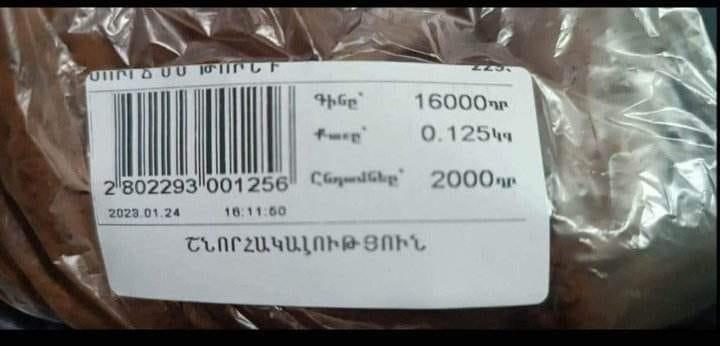 Գինը՝ 16000դր
Քաշը՝ 0.125կգ
Ընդամենը՝ 2000դր
2 802293 001256
2023.01.24 16:11:50
ՇՆՈՐՀԱԿԱԼՈՒԹՅՈՒՆ